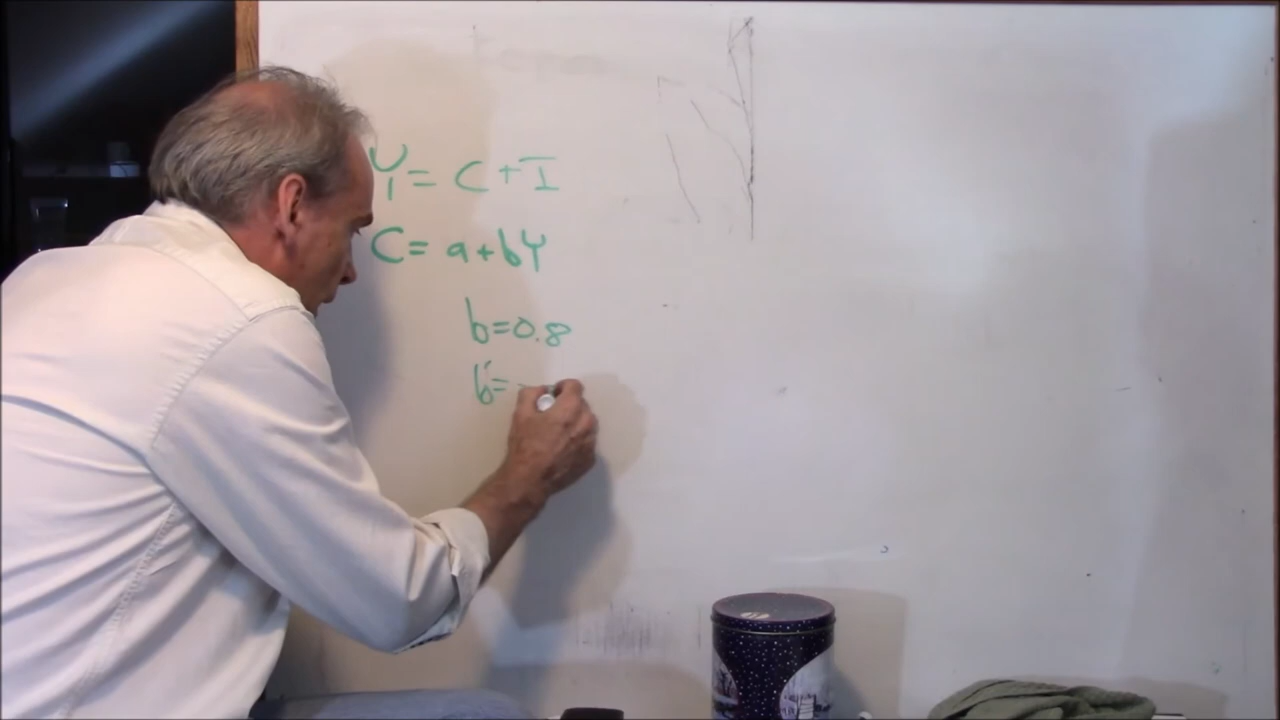 Y = C + I
C = a + bY
b = 0.8
b' =